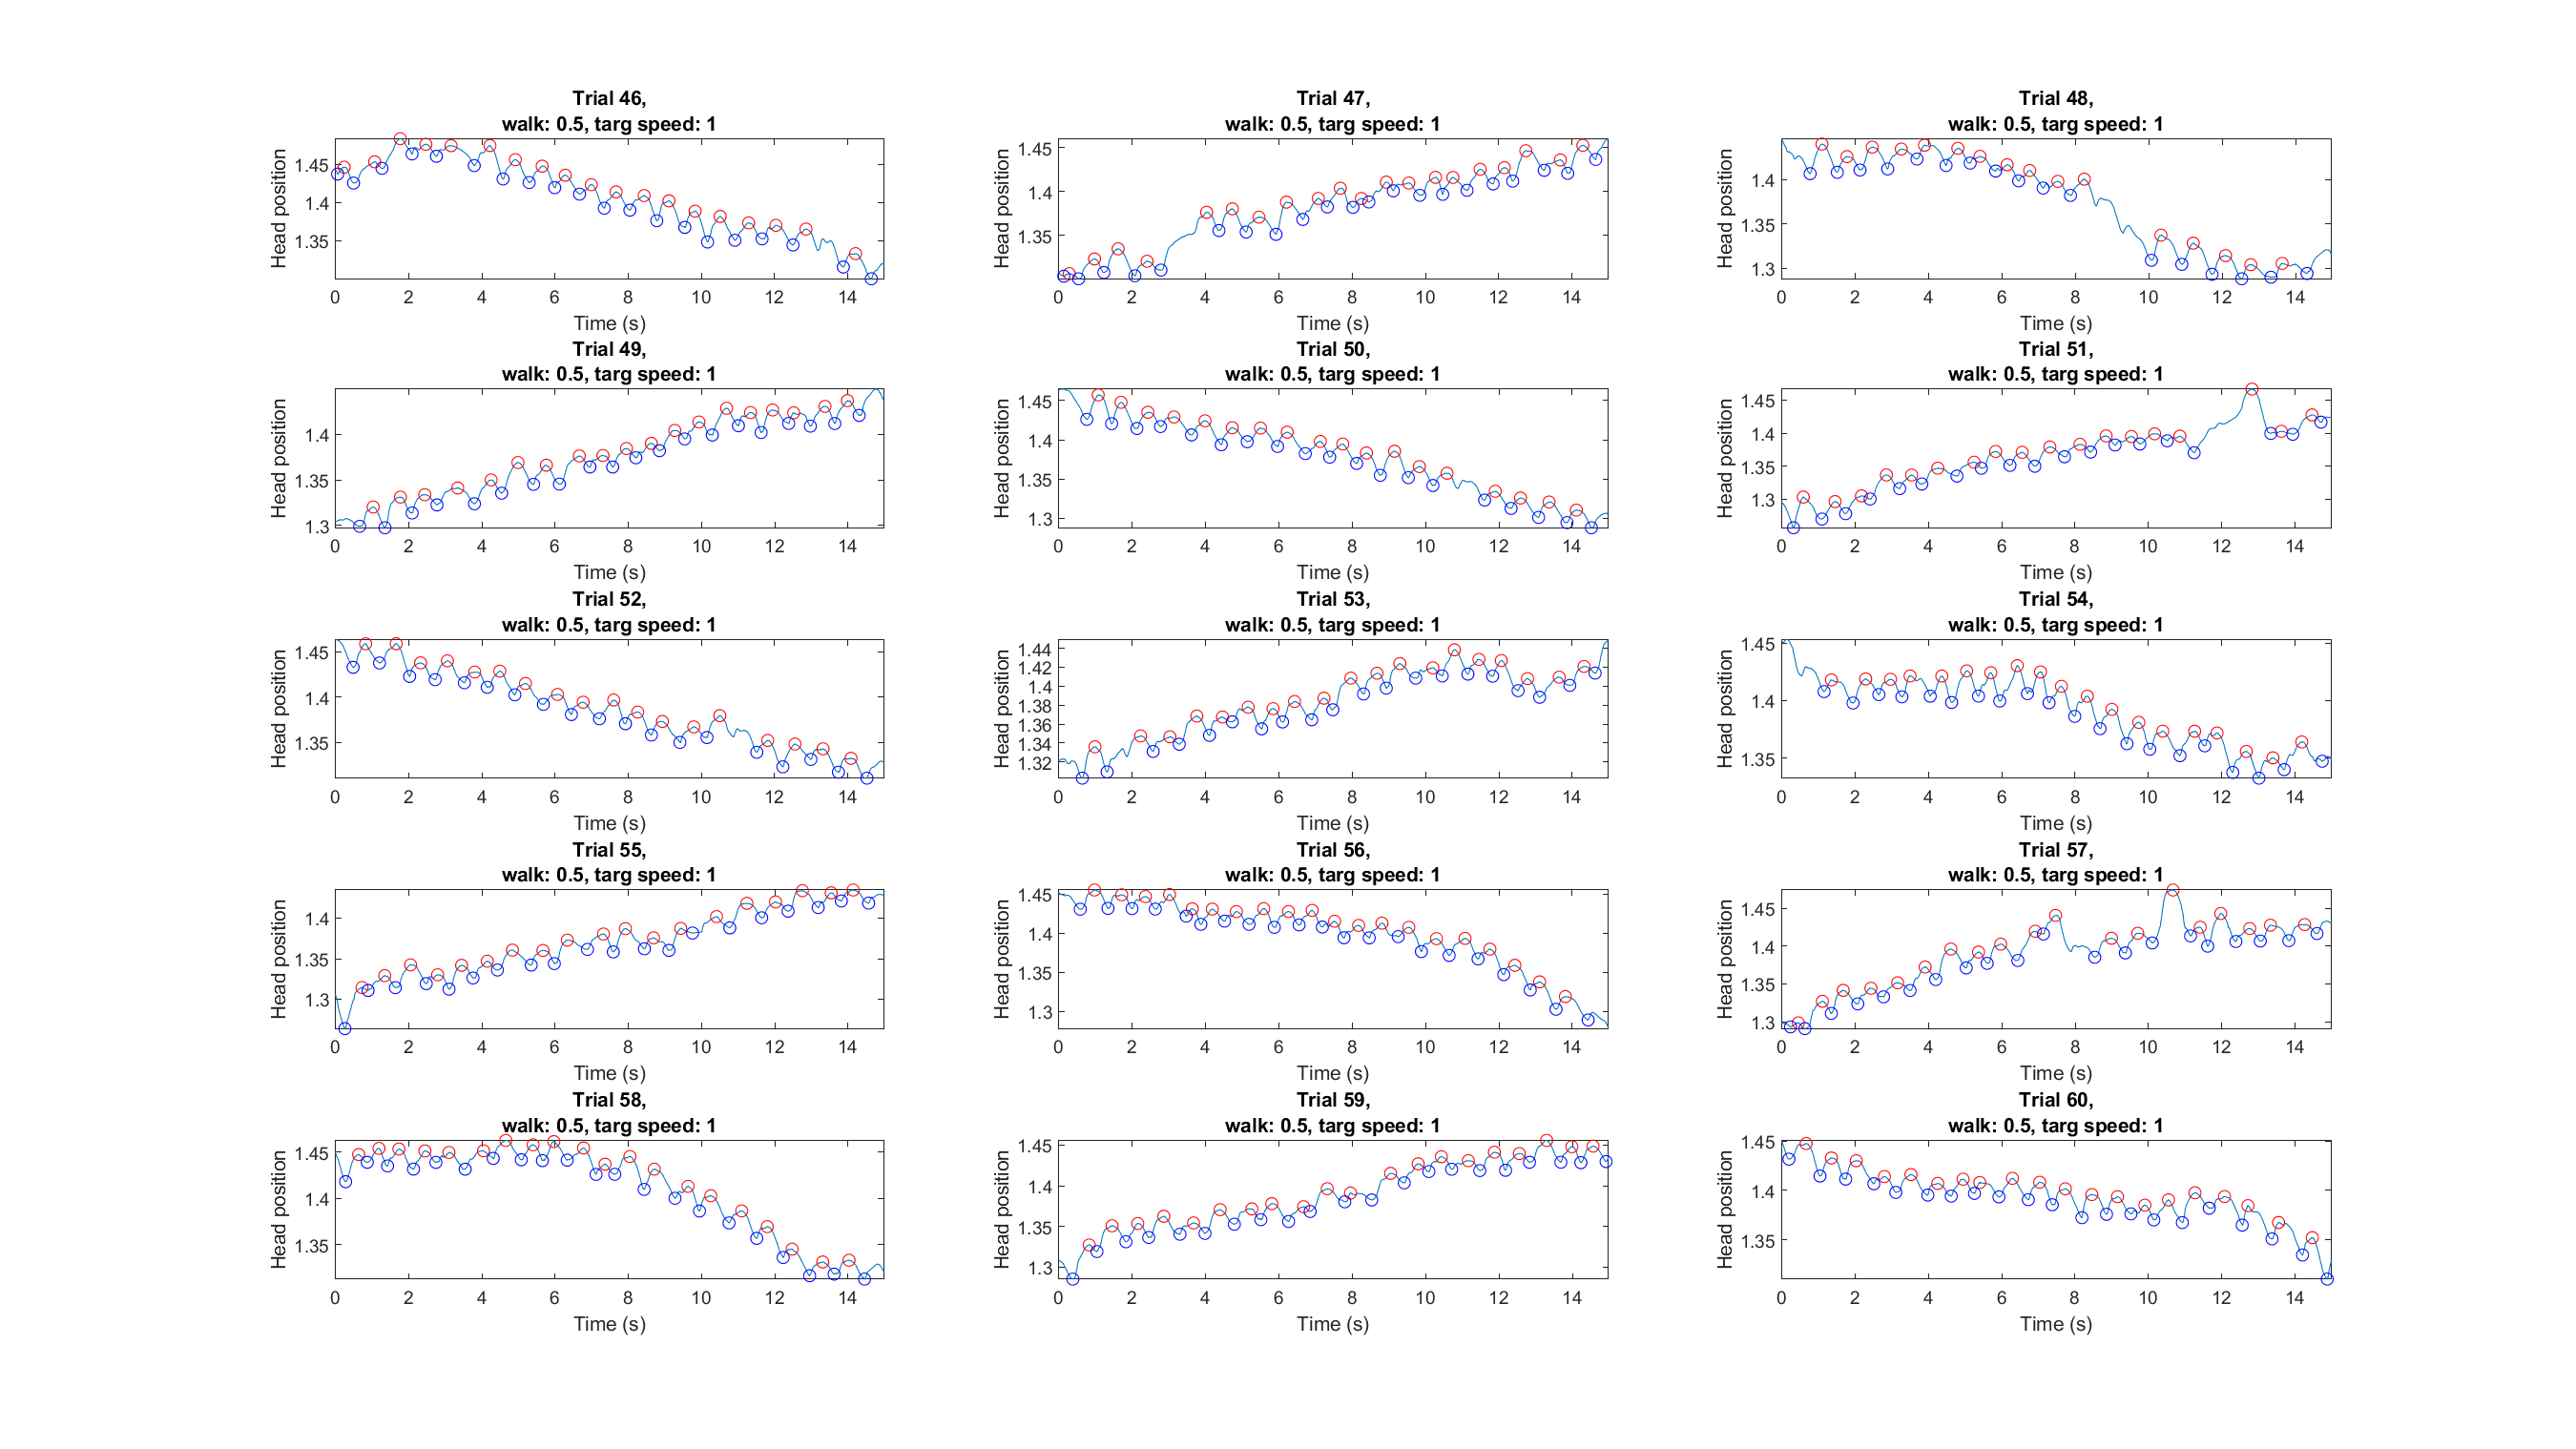 Trial 46,
walk: 0.5, targ speed: 1
Head position
1.45
1.4
1.35
0 2 4 6 8 10 12 14
Time (s)
Trial 47,
walk: 0.5, targ speed: 1
Head position
1.45
1.4
1.35
0 2 4 6 8 10 12 14
Time (s)
Trial 48,
walk: 0.5, targ speed: 1
Head position
1.4
1.35
1.3
0 2 4 6 8 10 12 14
Time (s)
Trial 49,
walk: 0.5, targ speed: 1
Head position
1.4
1.35
1.3
0 2 4 6 8 10 12 14
Time (s)
Trial 50,
walk: 0.5, targ speed: 1
Head position
1.45
1.4
1.35
1.3
0 2 4 6 8 10 12 14
Time (s)
Trial 51,
walk: 0.5, targ speed: 1
Head position
1.45
1.4
1.35
1.3
0 2 4 6 8 10 12 14
Time (s)
Trial 52,
walk: 0.5, targ speed: 1
Head position
1.45
1.4
1.35
0 2 4 6 8 10 12 14
Time (s)
Trial 53,
walk: 0.5, targ speed: 1
Head position
1.44
1.42
1.4
1.38
1.36
1.34
1.32
0 2 4 6 8 10 12 14
Time (s)
Trial 54,
walk: 0.5, targ speed: 1
Head position
1.45
1.4
1.35
0 2 4 6 8 10 12 14
Time (s)
Trial 55,
walk: 0.5, targ speed: 1
Head position
1.4
1.35
1.3
0 2 4 6 8 10 12 14
Time (s)
Trial 56,
walk: 0.5, targ speed: 1
Head position
1.45
1.4
1.35
1.3
0 2 4 6 8 10 12 14
Time (s)
Trial 57,
walk: 0.5, targ speed: 1
Head position
1.45
1.4
1.35
1.3
0 2 4 6 8 10 12 14
Time (s)
Trial 58,
walk: 0.5, targ speed: 1
Head position
1.45
1.4
1.35
0 2 4 6 8 10 12 14
Time (s)
Trial 59,
walk: 0.5, targ speed: 1
Head position
1.45
1.4
1.35
1.3
0 2 4 6 8 10 12 14
Time (s)
Trial 60,
walk: 0.5, targ speed: 1
Head position
1.45
1.4
1.35
0 2 4 6 8 10 12 14
Time (s)